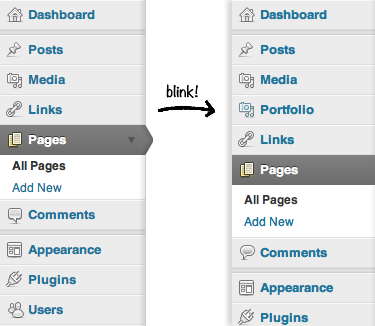 Dashboard
Posts
Media
Links
Pages
All Pages
Add New
Comments
Appearance
Plugins
Users
blink!
Dashboard
Posts
Media
Portfolio
Links
Pages
All Pages
Add New
Comments
Appearance
Plugins